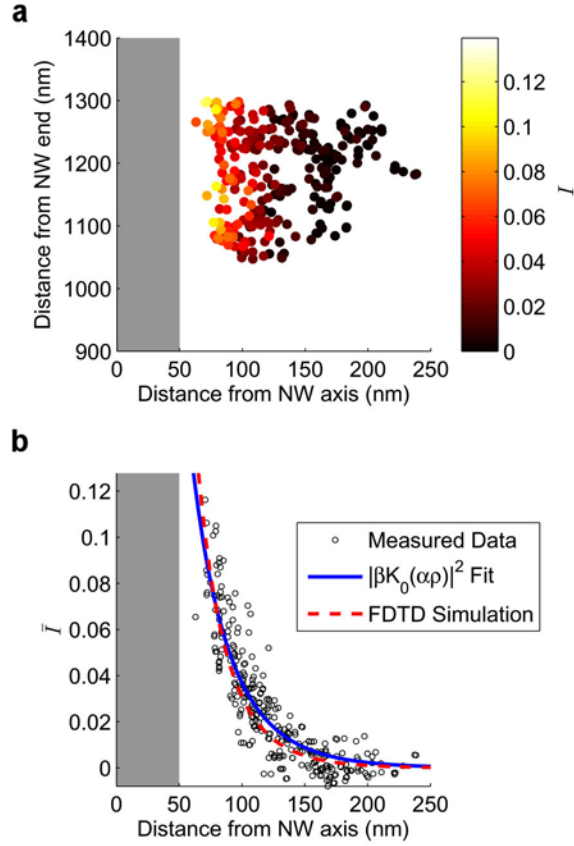 a
1400
1300
1200
1100
1000
900
Distance from NW end (nm)
0 50 100 150 200 250
Distance from NW axis (nm)
0.12
0.1
0.08
0.06
0.04
0.02
0
I
b
0.12
0.1
0.08
0.06
0.04
0.02
0
Ī
Measured Data
|βK₀(αρ)|² Fit
FDTD Simulation
0 50 100 150 200 250
Distance from NW axis (nm)